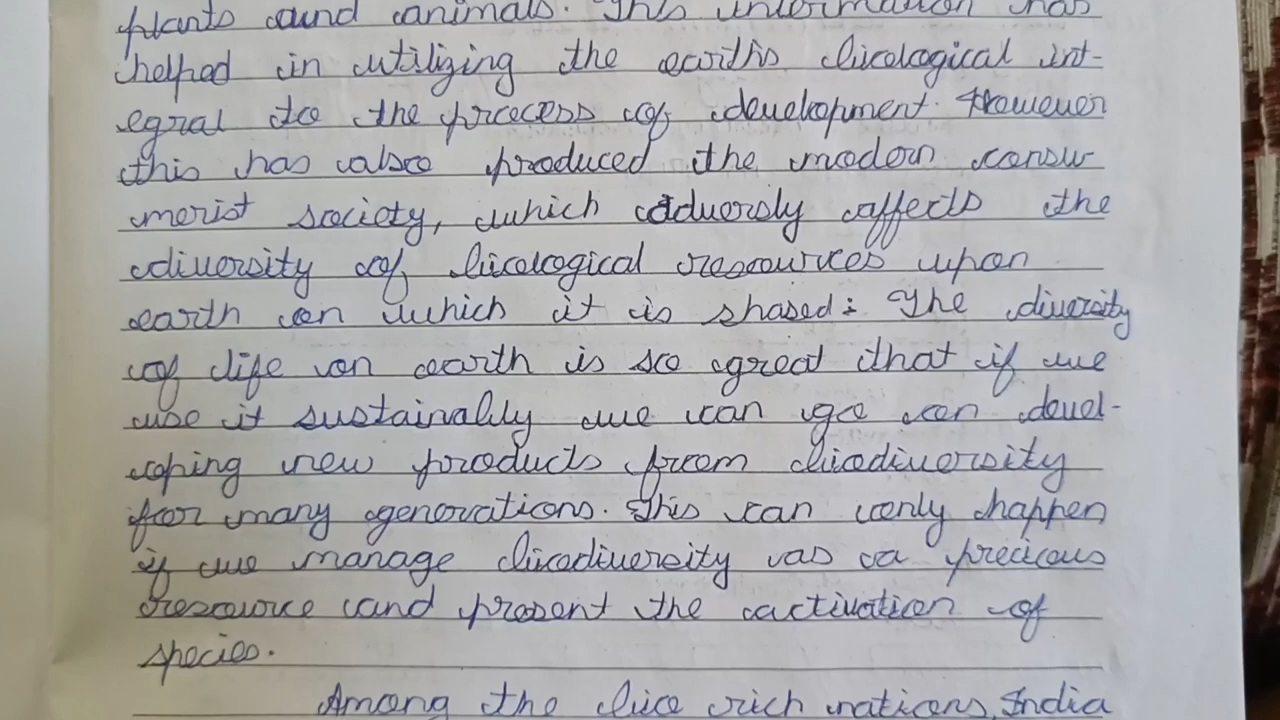 plants and animals. This information has
helped in utilizing the earth's biological int-
egral to the process of development. However
this has also produced the modern consu-
merist society, which adversly affects the
diversity of biological resources upon
earth on which it is shased: The diversity
of life on earth is so great that if we
use it sustainably we can go on devel-
oping new products from biodiversity
for many generations. This can only happen
if we manage biodiversity as a precious
resource and present the activation of
species.
Among the bio rich nations, India